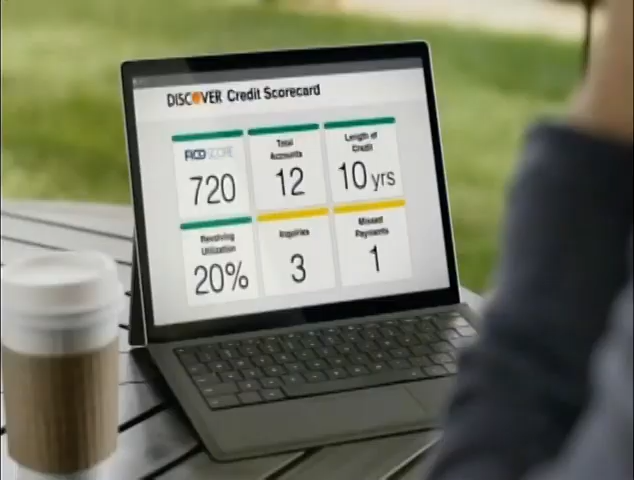 DISCOVER Credit Scorecard
FICO SCORE
720
Total
Accounts
12
Length of
Credit
10 yrs
Revolving
Utilization
20%
Inquiries
3
Missed
Payments
1